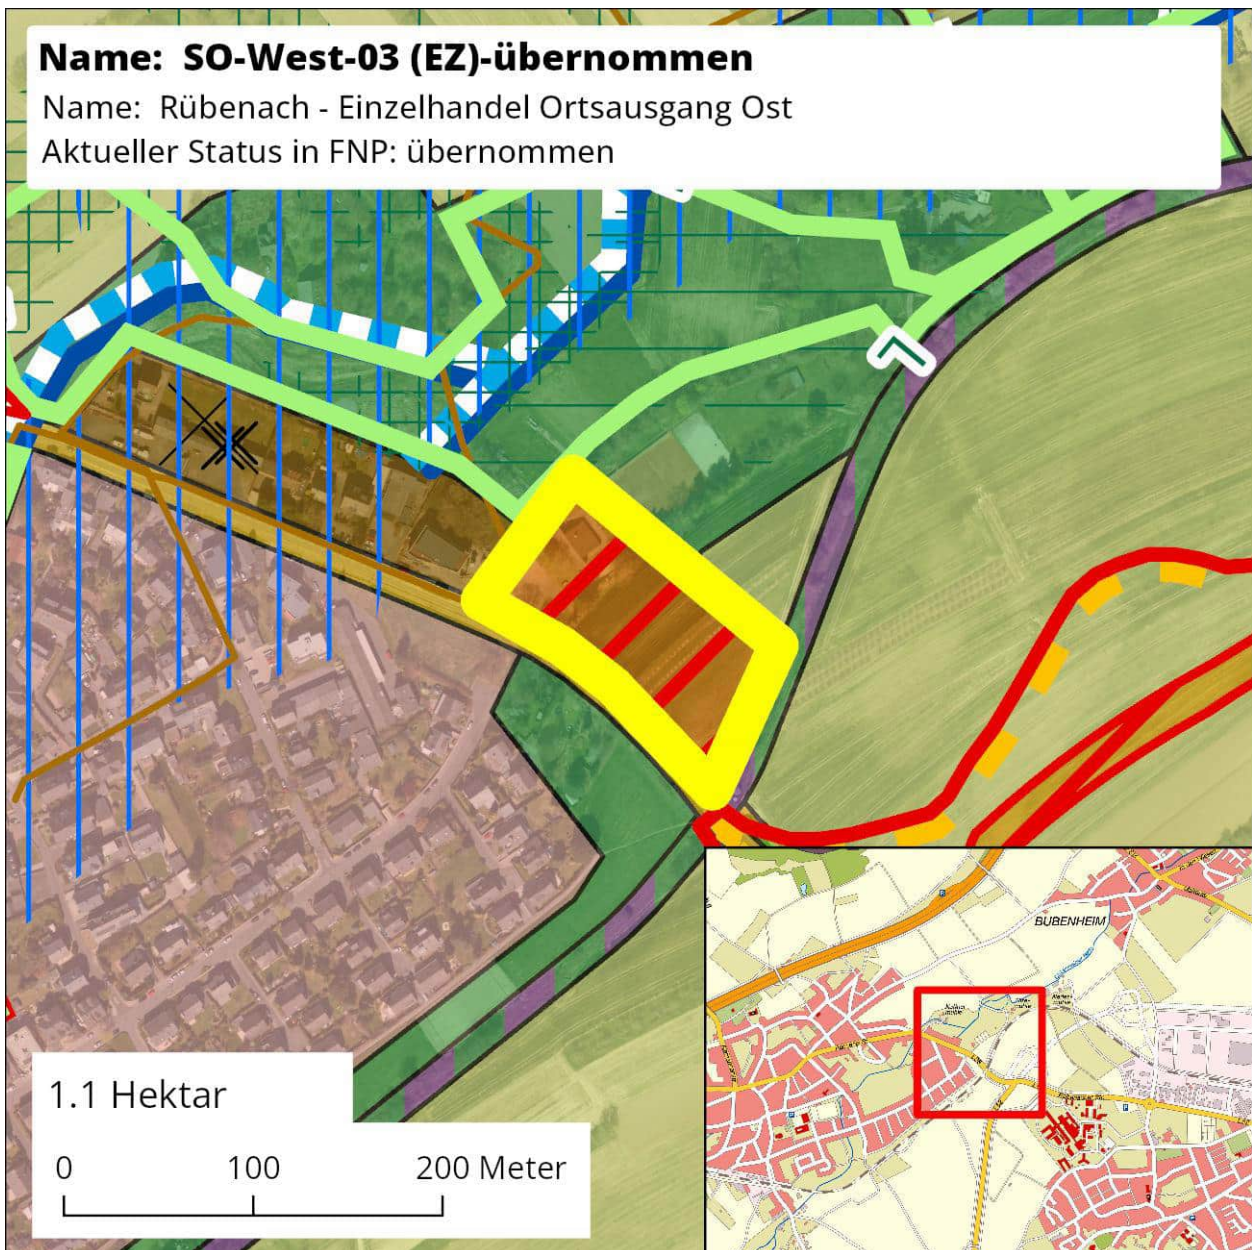 Name: SO-West-03 (EZ)-übernommen
Name: Rübenach - Einzelhandel Ortsausgang Ost
Aktueller Status in FNP: übernommen
BUBENHEIM
1.1 Hektar
0 100 200 Meter